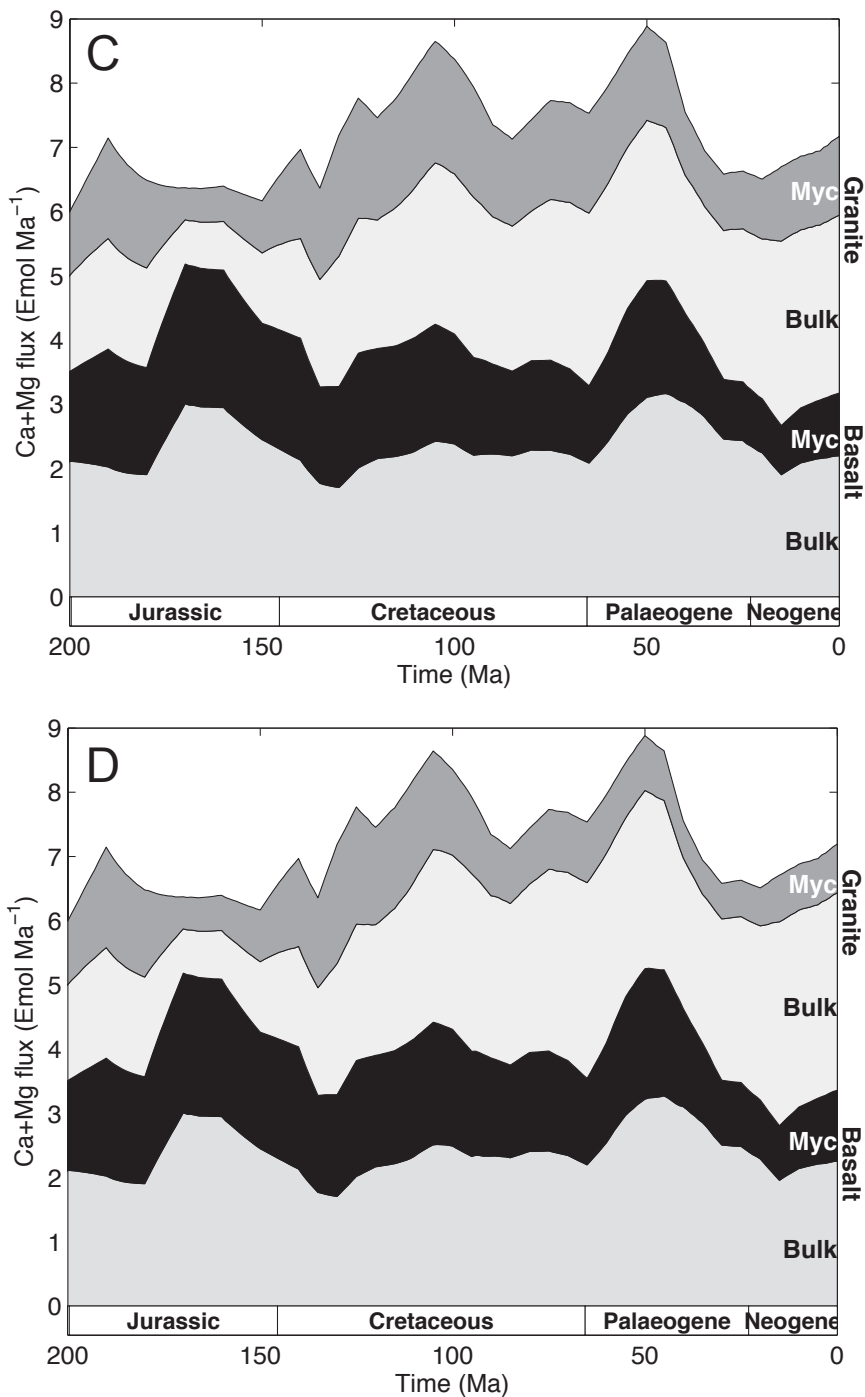 C
9
8
7
6
5
4
3
2
1
0
Ca+Mg flux (Emol Ma⁻¹)
Myc
Bulk
Granite
Myc
Bulk
Basalt
Jurassic Cretaceous Palaeogene Neogene
200 150 100 50 0
Time (Ma)
D
9
8
7
6
5
4
3
2
1
0
Ca+Mg flux (Emol Ma⁻¹)
Myc
Bulk
Granite
Myc
Bulk
Basalt
Jurassic Cretaceous Palaeogene Neogene
200 150 100 50 0
Time (Ma)